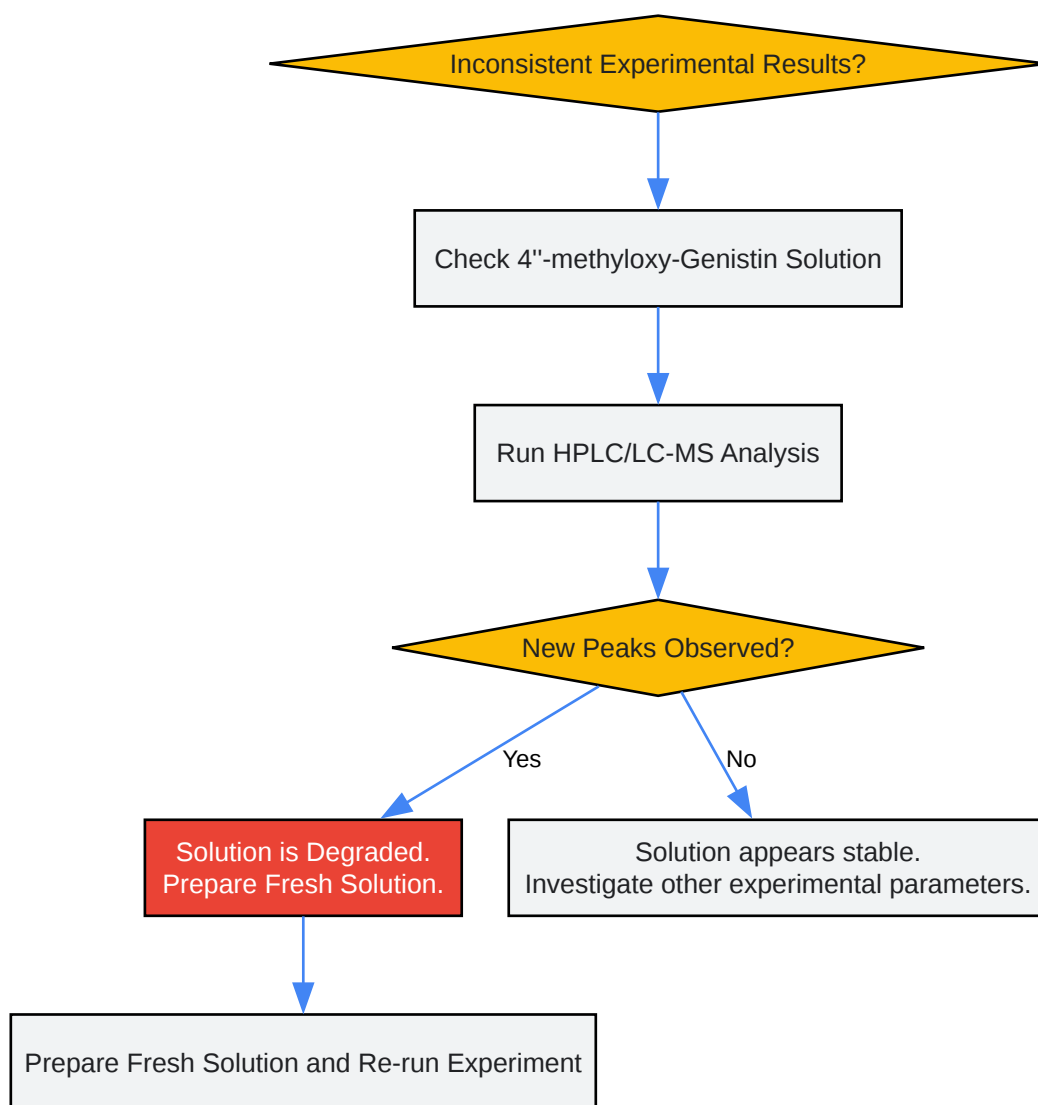 Inconsistent Experimental Results?
Check 4''-methyloxy-Genistin Solution
Run HPLC/LC-MS Analysis
New Peaks Observed?
Yes
No
Solution is Degraded.
Prepare Fresh Solution.
Solution appears stable.
Investigate other experimental parameters.
Prepare Fresh Solution and Re-run Experiment